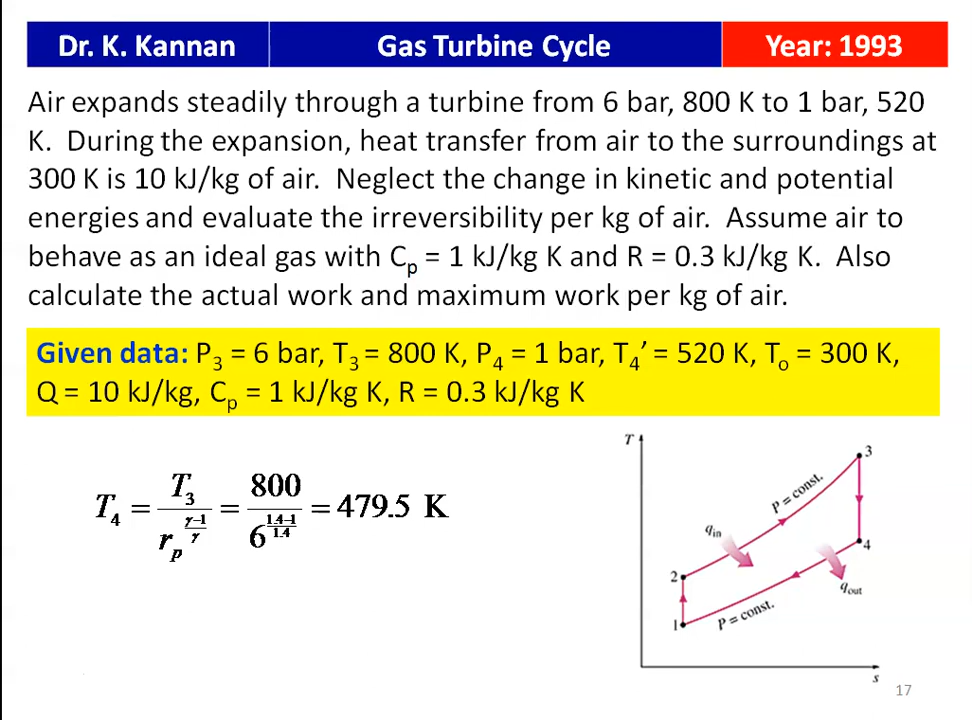 Dr. K. Kannan Gas Turbine Cycle Year: 1993
Air expands steadily through a turbine from 6 bar, 800 K to 1 bar, 520
K. During the expansion, heat transfer from air to the surroundings at
300 K is 10 kJ/kg of air. Neglect the change in kinetic and potential
energies and evaluate the irreversibility per kg of air. Assume air to
behave as an ideal gas with Cp = 1 kJ/kg K and R = 0.3 kJ/kg K. Also
calculate the actual work and maximum work per kg of air.
Given data: P3 = 6 bar, T3 = 800 K, P4 = 1 bar, T4’ = 520 K, To = 300 K,
Q = 10 kJ/kg, Cp = 1 kJ/kg K, R = 0.3 kJ/kg K
T4 = T3 / rp^((γ−1)/γ) = 800 / 6^((1.4−1)/1.4) = 479.5 K
T
3
P = const.
qin
4
2
qout
P = const.
1
s
17